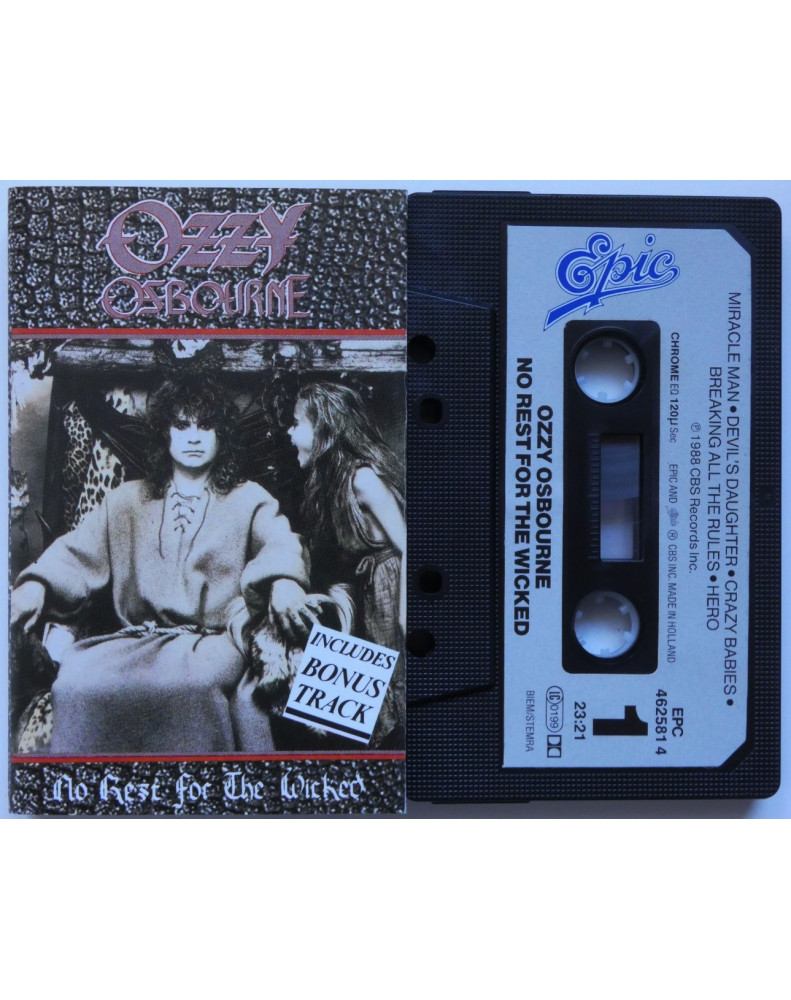 OZZY
OSBOURNE
INCLUDES
BONUS
TRACK
No Rest for The Wicked
Epic
OZZY OSBOURNE
NO REST FOR THE WICKED
CHROME EQ 120µ Sec
EPIC AND
® CBS INC. MADE IN HOLLAND
MIRACLE MAN • DEVIL'S DAUGHTER • CRAZY BABIES •
BREAKING ALL THE RULES • HERO
℗ 1988 CBS Records Inc.
EPC
462581 4
1
23:21
0199
BIEM/STEMRA